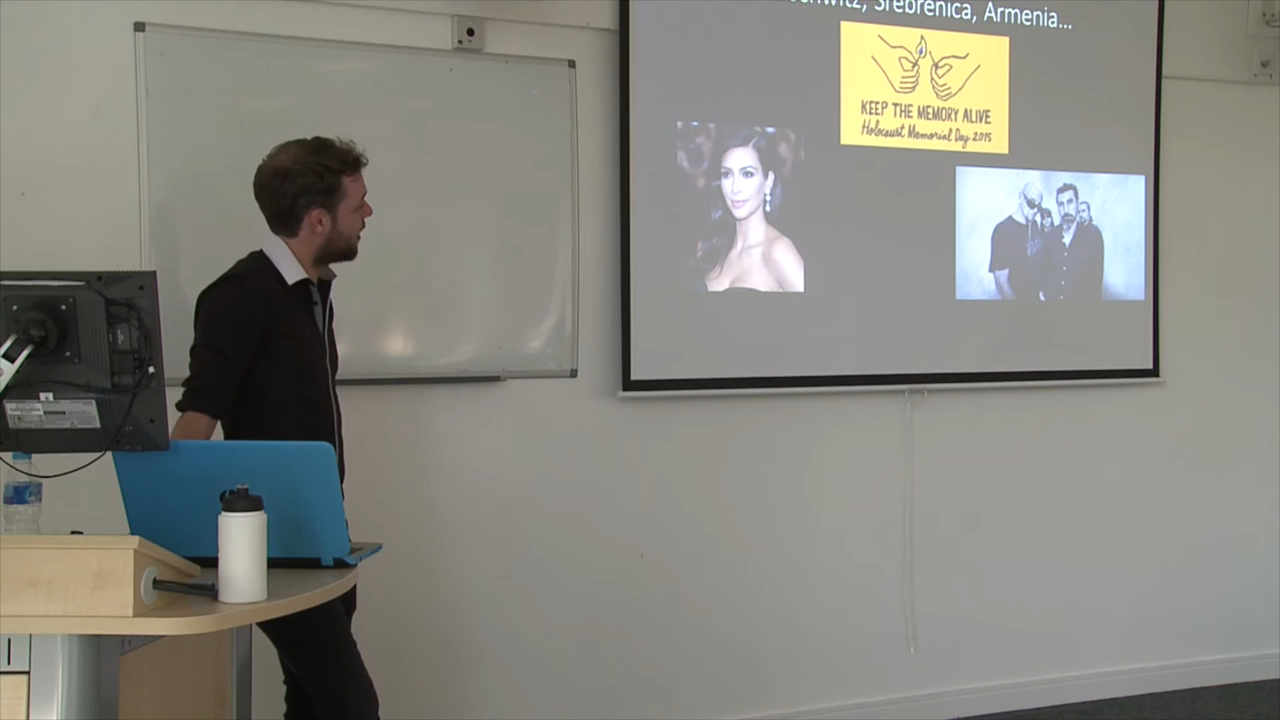 Srebrenica, Armenia...
KEEP THE MEMORY ALIVE
Holocaust Memorial Day 2015